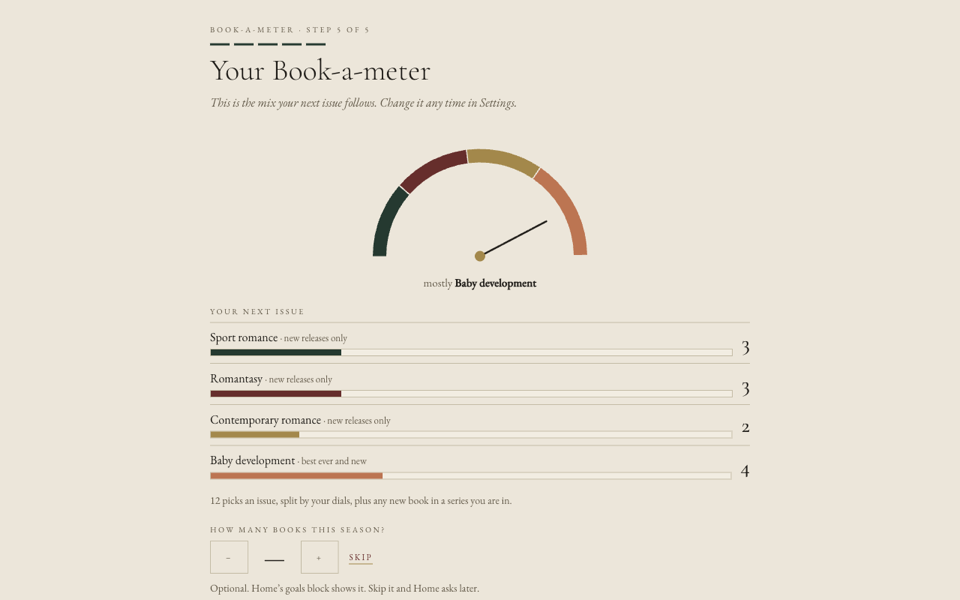 BOOK-A-METER · STEP 5 OF 5
Your Book-a-meter
This is the mix your next issue follows. Change it any time in Settings.
mostly Baby development
YOUR NEXT ISSUE
Sport romance · new releases only
3
Romantasy · new releases only
3
Contemporary romance · new releases only
2
Baby development · best ever and new
4
12 picks an issue, split by your dials, plus any new book in a series you are in.
HOW MANY BOOKS THIS SEASON?
– — + SKIP
Optional. Home's goals block shows it. Skip it and Home asks later.